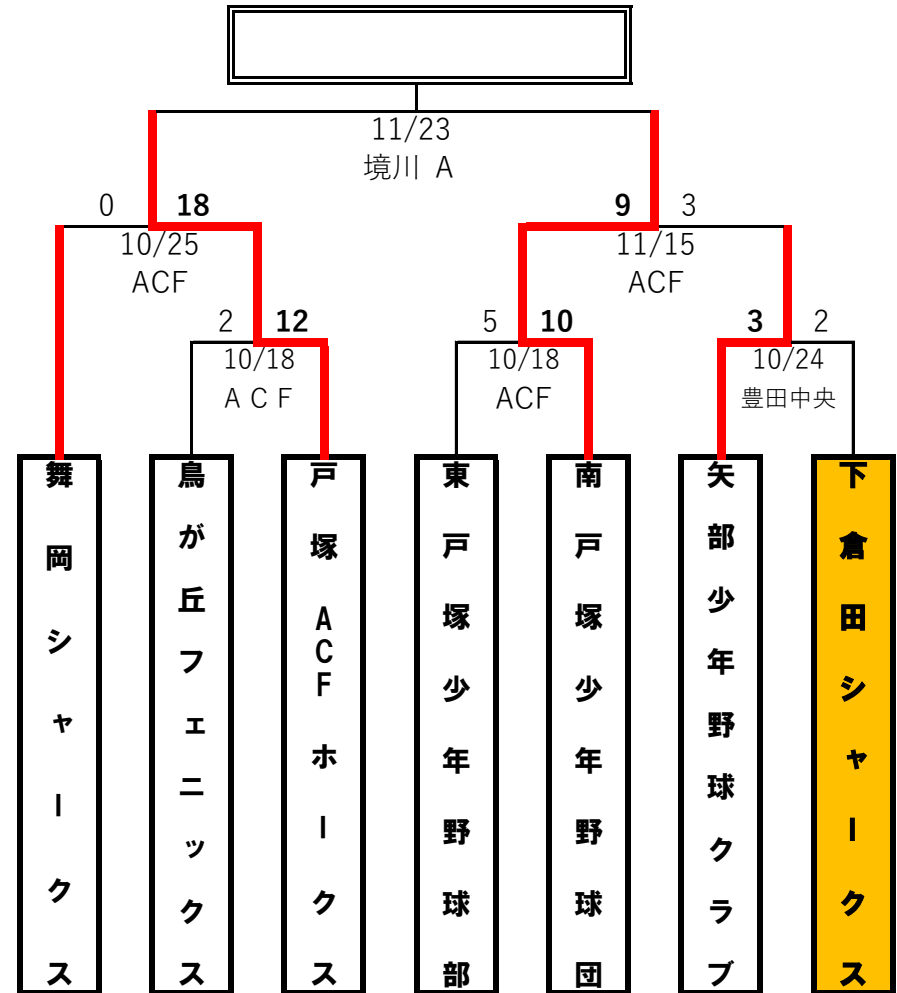 11/23
境川 A
0 18
9 3
10/25
ACF
11/15
ACF
2 12
5 10
3 2
10/18
ACF
10/18
ACF
10/24
豊田中央
舞岡シャークス
鳥が丘フェニックス
戸塚ACFホークス
東戸塚少年野球部
南戸塚少年野球団
矢部少年野球クラブ
下倉田シャークス